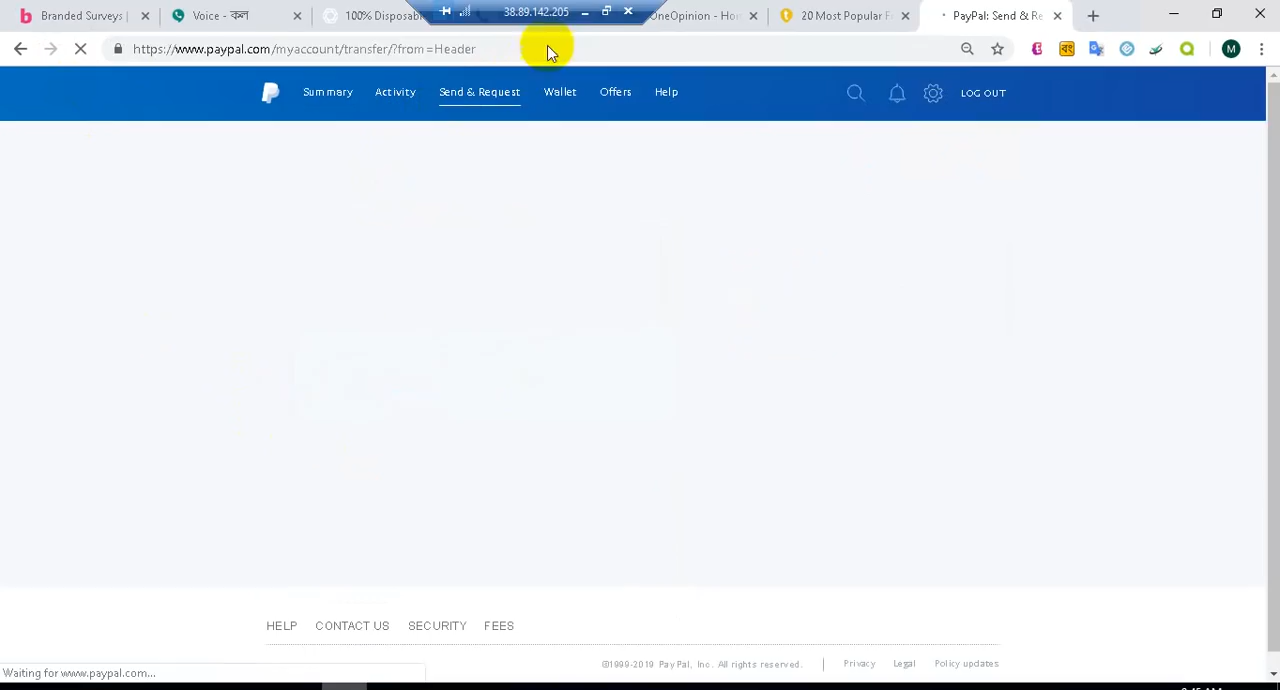 Branded Surveys |
Voice - কল
100% Disposab
38.89.142.205
OneOpinion - Ho
20 Most Popular F
PayPal: Send & Re
https://www.paypal.com/myaccount/transfer/?from=Header
বং
M
Summary
Activity
Send & Request
Wallet
Offers
Help
LOG OUT
HELP
CONTACT US
SECURITY
FEES
©1999-2019 PayPal, Inc. All rights reserved.
Privacy
Legal
Policy updates
Waiting for www.paypal.com...